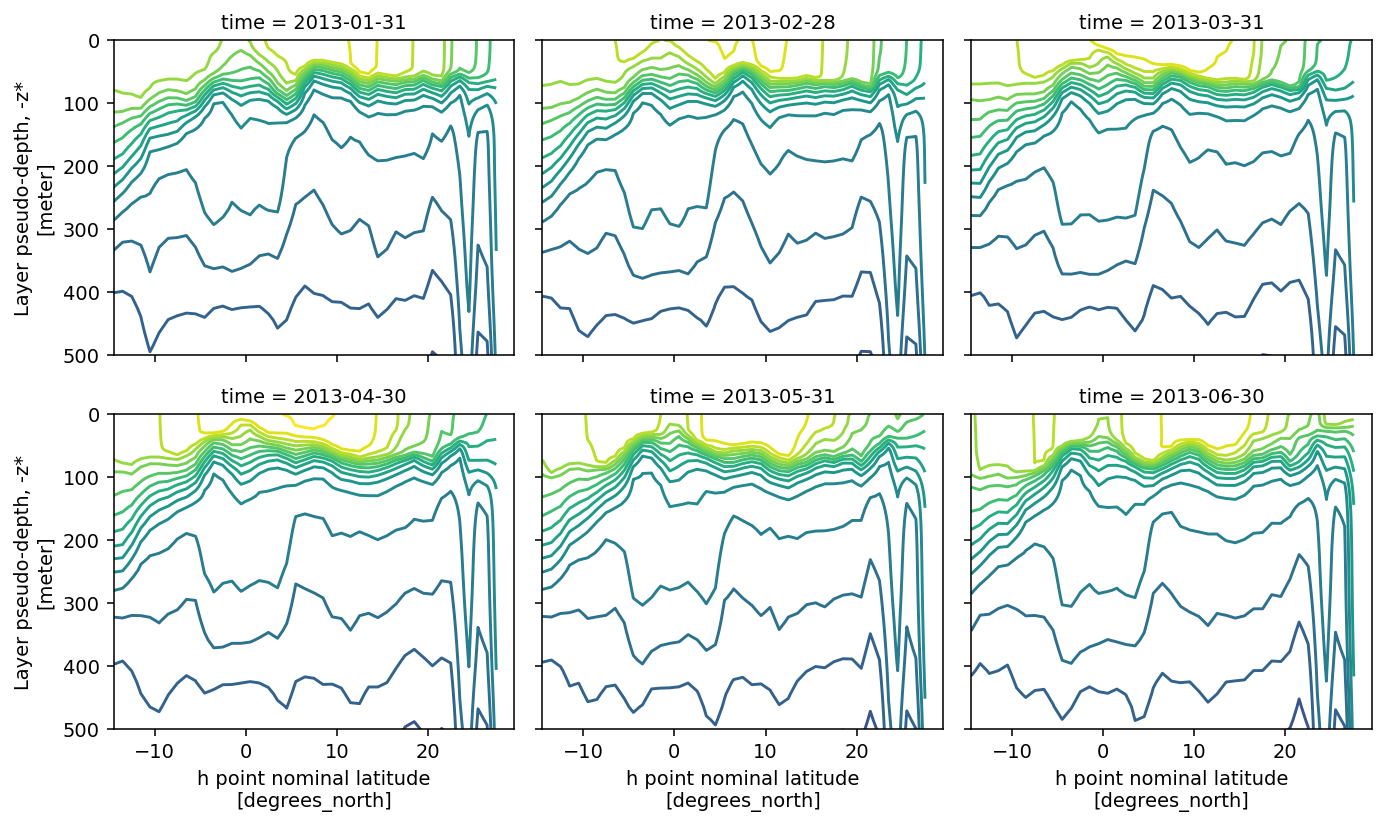 time = 2013-01-31
time = 2013-02-28
time = 2013-03-31
0
100
200
300
400
500
Layer pseudo-depth, -z*
[meter]
time = 2013-04-30
time = 2013-05-31
time = 2013-06-30
0
100
200
300
400
500
Layer pseudo-depth, -z*
[meter]
−10 0 10 20
−10 0 10 20
−10 0 10 20
h point nominal latitude
[degrees_north]
h point nominal latitude
[degrees_north]
h point nominal latitude
[degrees_north]